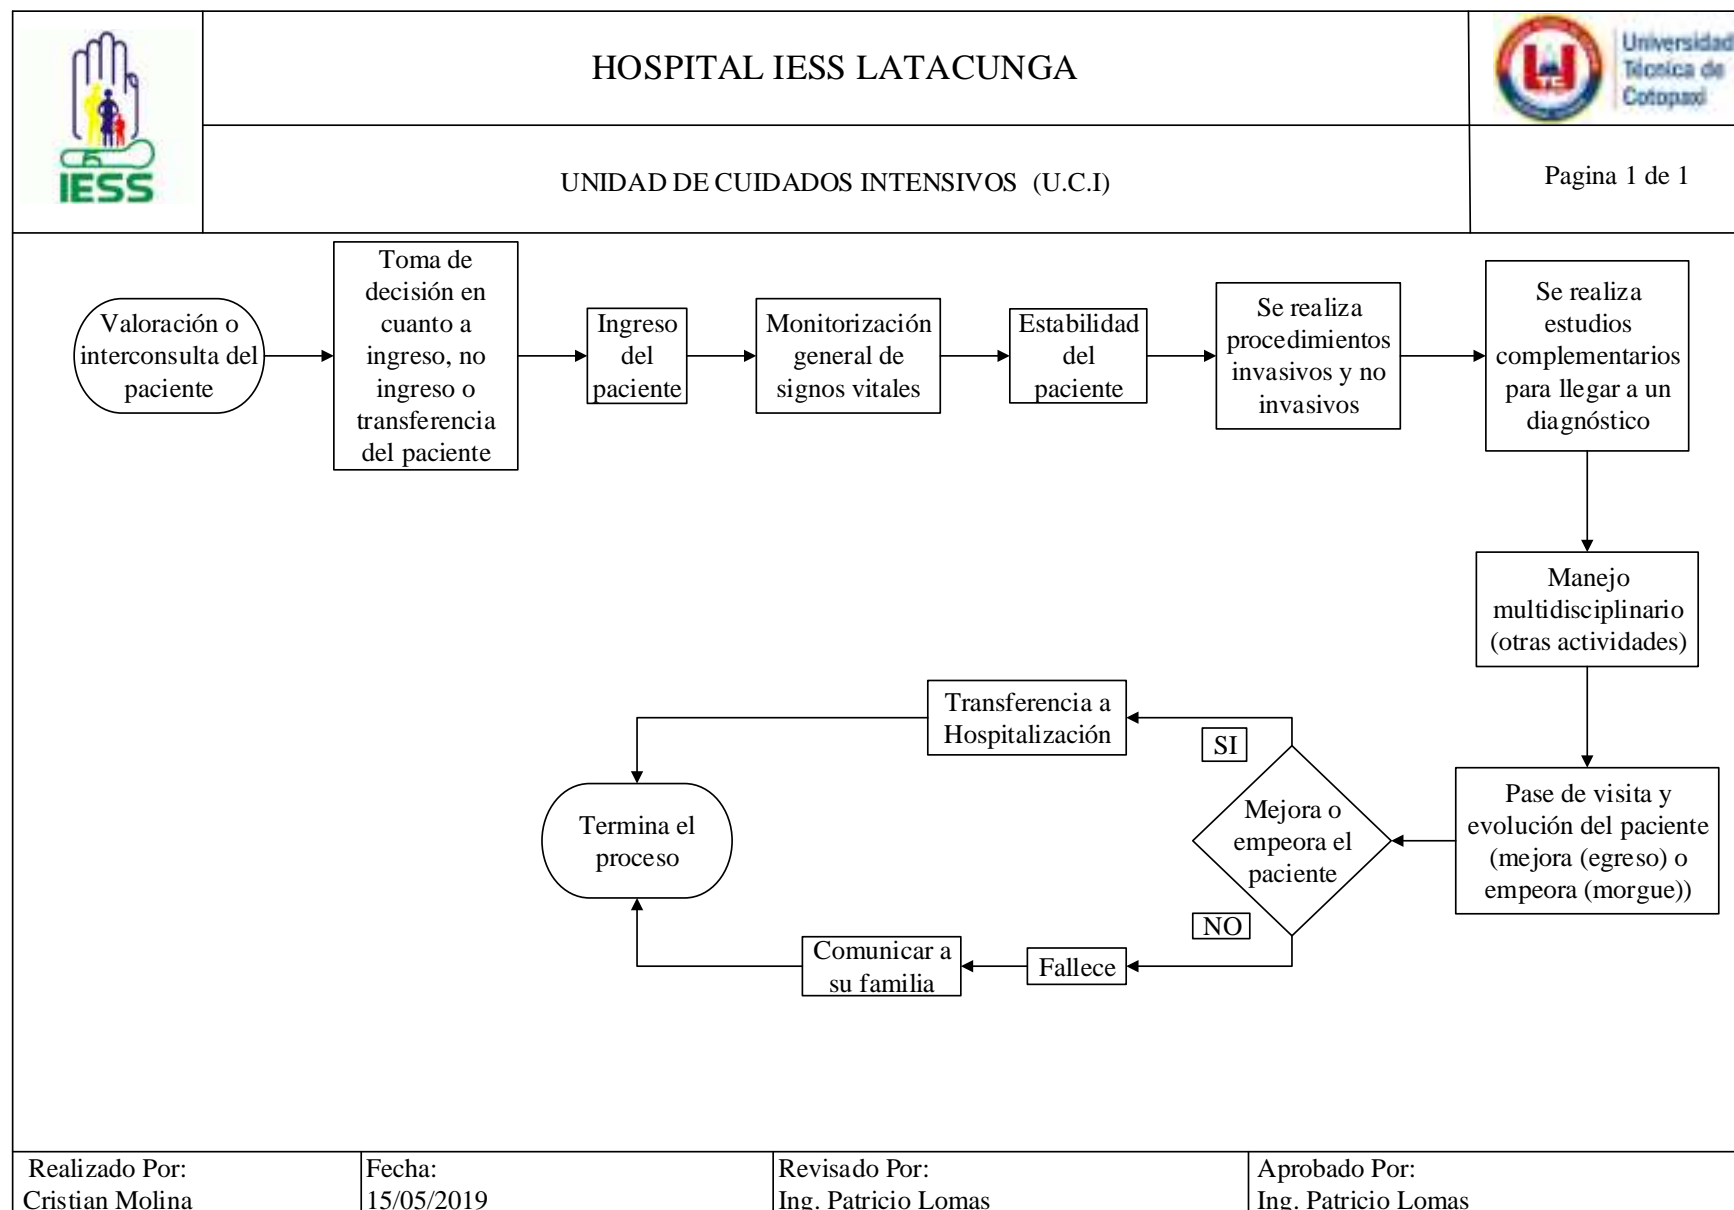 HOSPITAL IESS LATACUNGA
Universidad
Técnica de
Cotopaxi
IESS
UNIDAD DE CUIDADOS INTENSIVOS (U.C.I)
Pagina 1 de 1
Valoración o
interconsulta del
paciente
Toma de
decisión en
cuanto a
ingreso, no
ingreso o
transferencia
del paciente
Ingreso
del
paciente
Monitorización
general de
signos vitales
Estabilidad
del
paciente
Se realiza
procedimientos
invasivos y no
invasivos
Se realiza
estudios
complementarios
para llegar a un
diagnóstico
Manejo
multidisciplinario
(otras actividades)
Pase de visita y
evolución del paciente
(mejora (egreso) o
empeora (morgue))
Mejora o
empeora el
paciente
SI
Transferencia a
Hospitalización
NO
Fallece
Comunicar a
su familia
Termina el
proceso
Realizado Por:
Cristian Molina
Fecha:
15/05/2019
Revisado Por:
Ing. Patricio Lomas
Aprobado Por:
Ing. Patricio Lomas